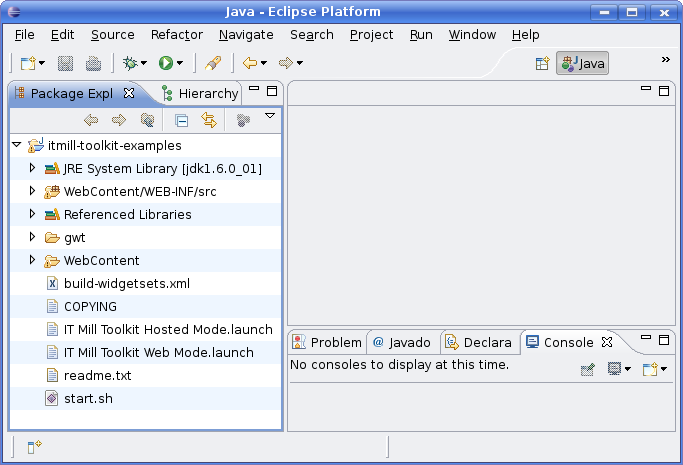 Java - Eclipse Platform
File Edit Source Refactor Navigate Search Project Run Window Help
Java
Package Expl Hierarchy
itmill-toolkit-examples
JRE System Library [jdk1.6.0_01]
WebContent/WEB-INF/src
Referenced Libraries
gwt
WebContent
build-widgetsets.xml
COPYING
IT Mill Toolkit Hosted Mode.launch
IT Mill Toolkit Web Mode.launch
readme.txt
start.sh
Problem Javado Declara Console
No consoles to display at this time.